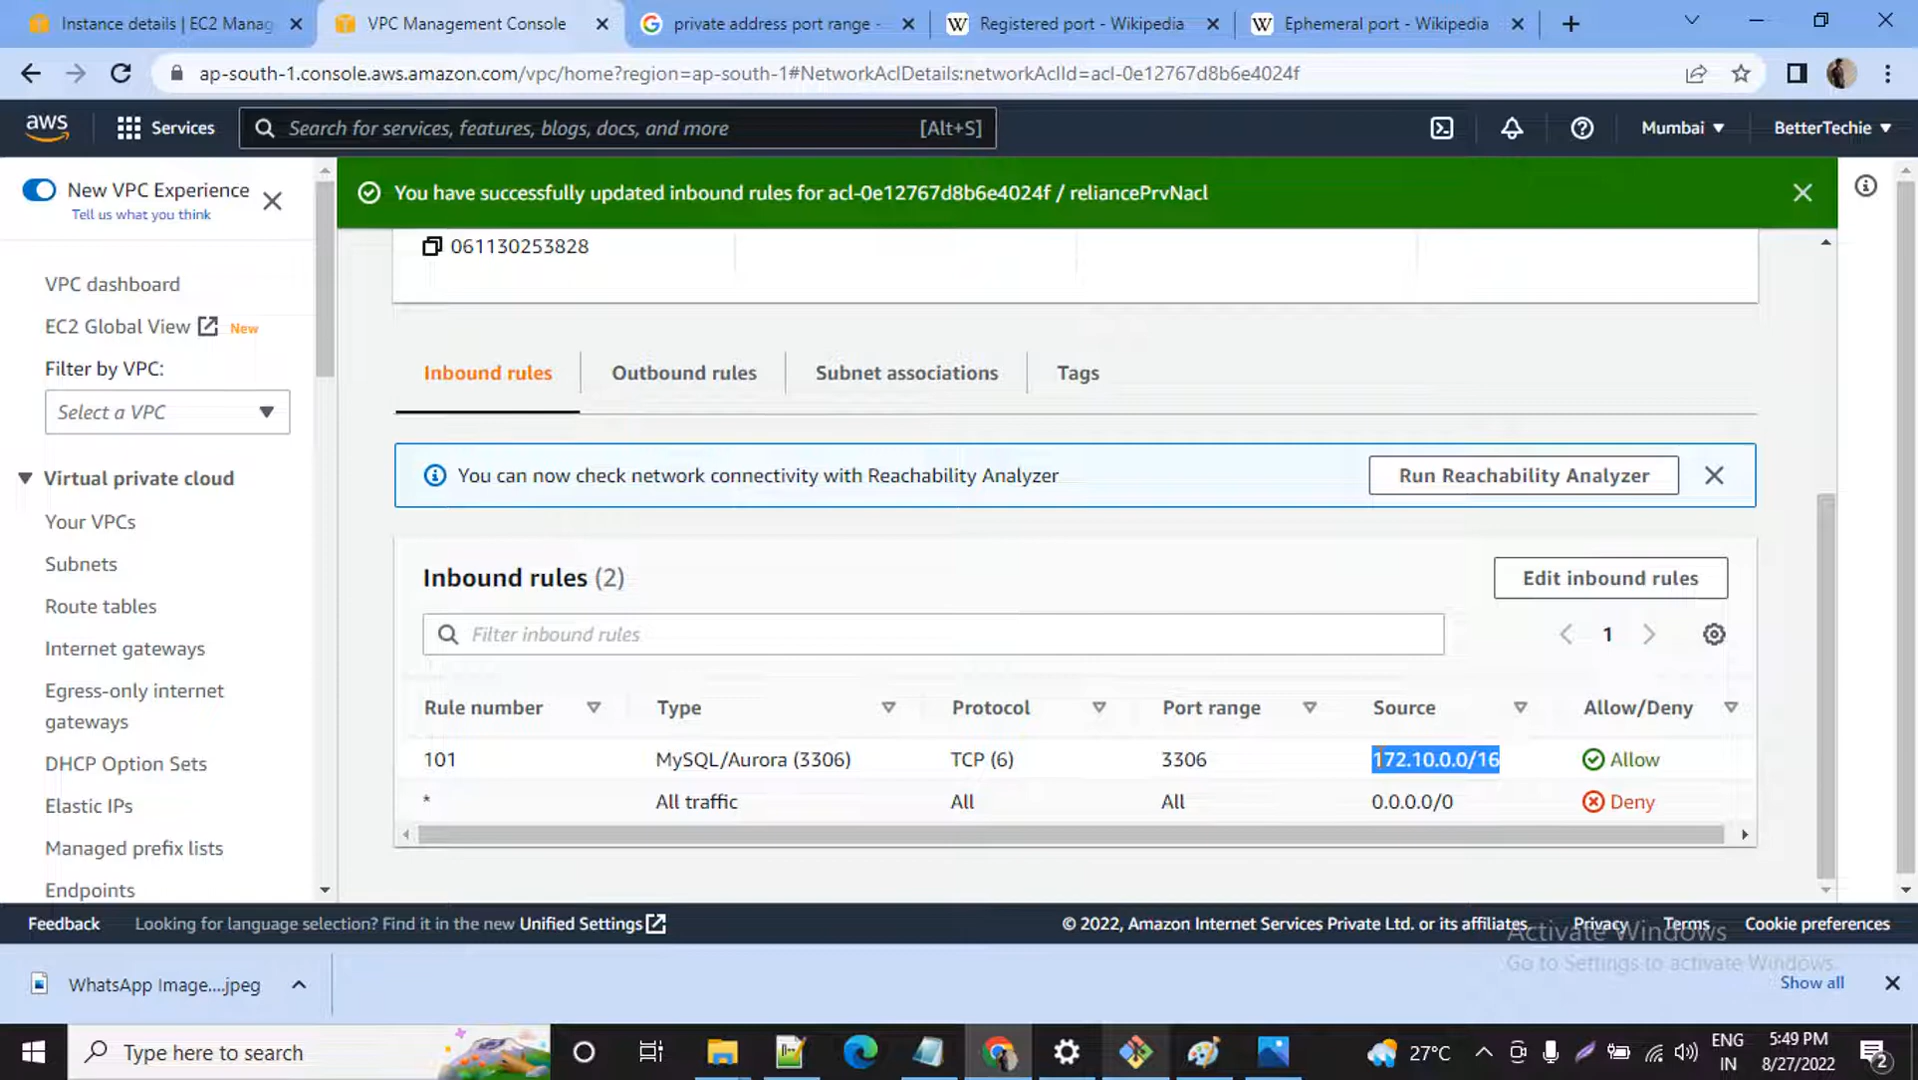 Instance details | EC2 Manag
VPC Management Console
private address port range -
Registered port - Wikipedia
Ephemeral port - Wikipedia
ap-south-1.console.aws.amazon.com/vpc/home?region=ap-south-1#NetworkAclDetails:networkAclId=acl-0e12767d8b6e4024f
aws
Services
Search for services, features, blogs, docs, and more
[Alt+S]
Mumbai
BetterTechie
New VPC Experience
Tell us what you think
You have successfully updated inbound rules for acl-0e12767d8b6e4024f / reliancePrvNacl
061130253828
VPC dashboard
EC2 Global View
New
Filter by VPC:
Select a VPC
Virtual private cloud
Your VPCs
Subnets
Route tables
Internet gateways
Egress-only internet
gateways
DHCP Option Sets
Elastic IPs
Managed prefix lists
Endpoints
Inbound rules
Outbound rules
Subnet associations
Tags
You can now check network connectivity with Reachability Analyzer
Run Reachability Analyzer
Inbound rules (2)
Edit inbound rules
Filter inbound rules
1
Rule number
Type
Protocol
Port range
Source
Allow/Deny
101
MySQL/Aurora (3306)
TCP (6)
3306
172.10.0.0/16
Allow
*
All traffic
All
All
0.0.0.0/0
Deny
Feedback
Looking for language selection? Find it in the new Unified Settings
© 2022, Amazon Internet Services Private Ltd. or its affiliates.
Privacy
Terms
Cookie preferences
Activate Windows
Go to Settings to activate Windows.
WhatsApp Image....jpeg
Show all
Type here to search
27°C
ENG
IN
5:49 PM
8/27/2022
2